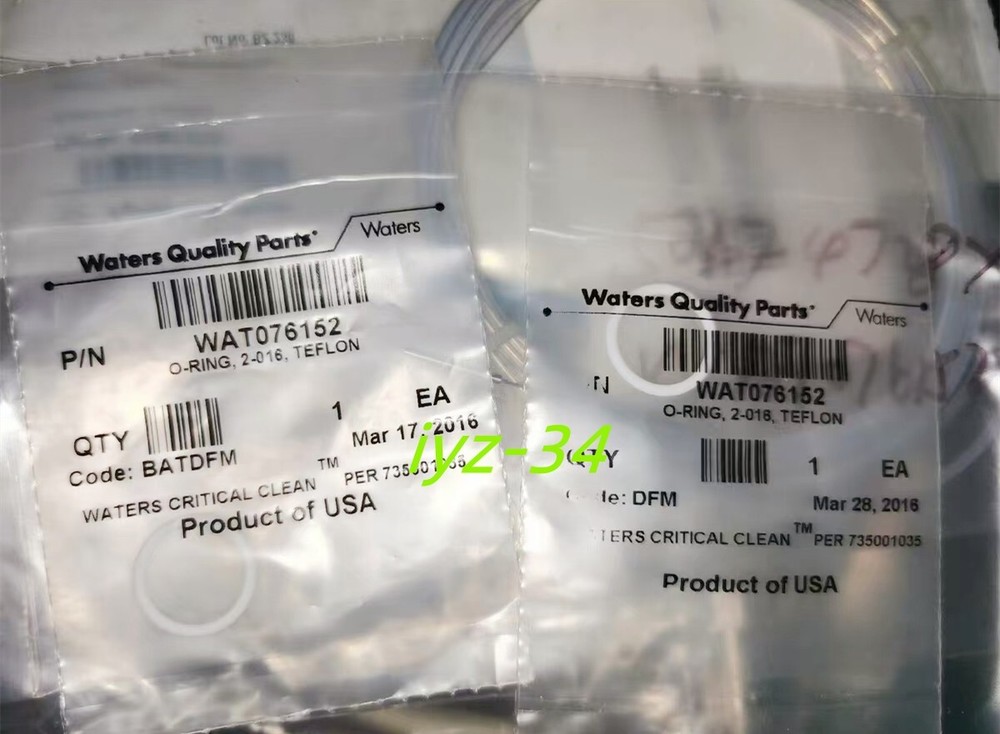 Waters Quality Parts
Waters
P/N
WAT076152
O-RING, 2-016, TEFLON
QTY
1
EA
Mar 17, 2016
Code: BATDFM
WATERS CRITICAL CLEAN ™ PER
Product of USA
Waters Quality Parts
Waters
WAT076152
O-RING, 2-016, TEFLON
1
EA
DFM
Mar 28, 2016
CRITICAL CLEAN ™ PER 735001035
Product of USA
iyz-34